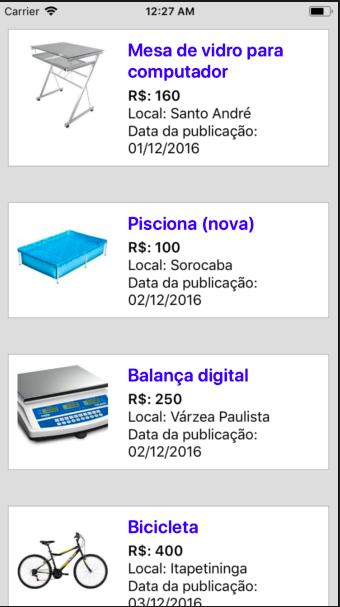 Carrier 12:27 AM
Mesa de vidro para
computador
R$: 160
Local: Santo André
Data da publicação:
01/12/2016
Pisciona (nova)
R$: 100
Local: Sorocaba
Data da publicação:
02/12/2016
Balança digital
R$: 250
Local: Várzea Paulista
Data da publicação:
02/12/2016
Bicicleta
R$: 400
Local: Itapetininga
Data da publicação:
03/12/2016